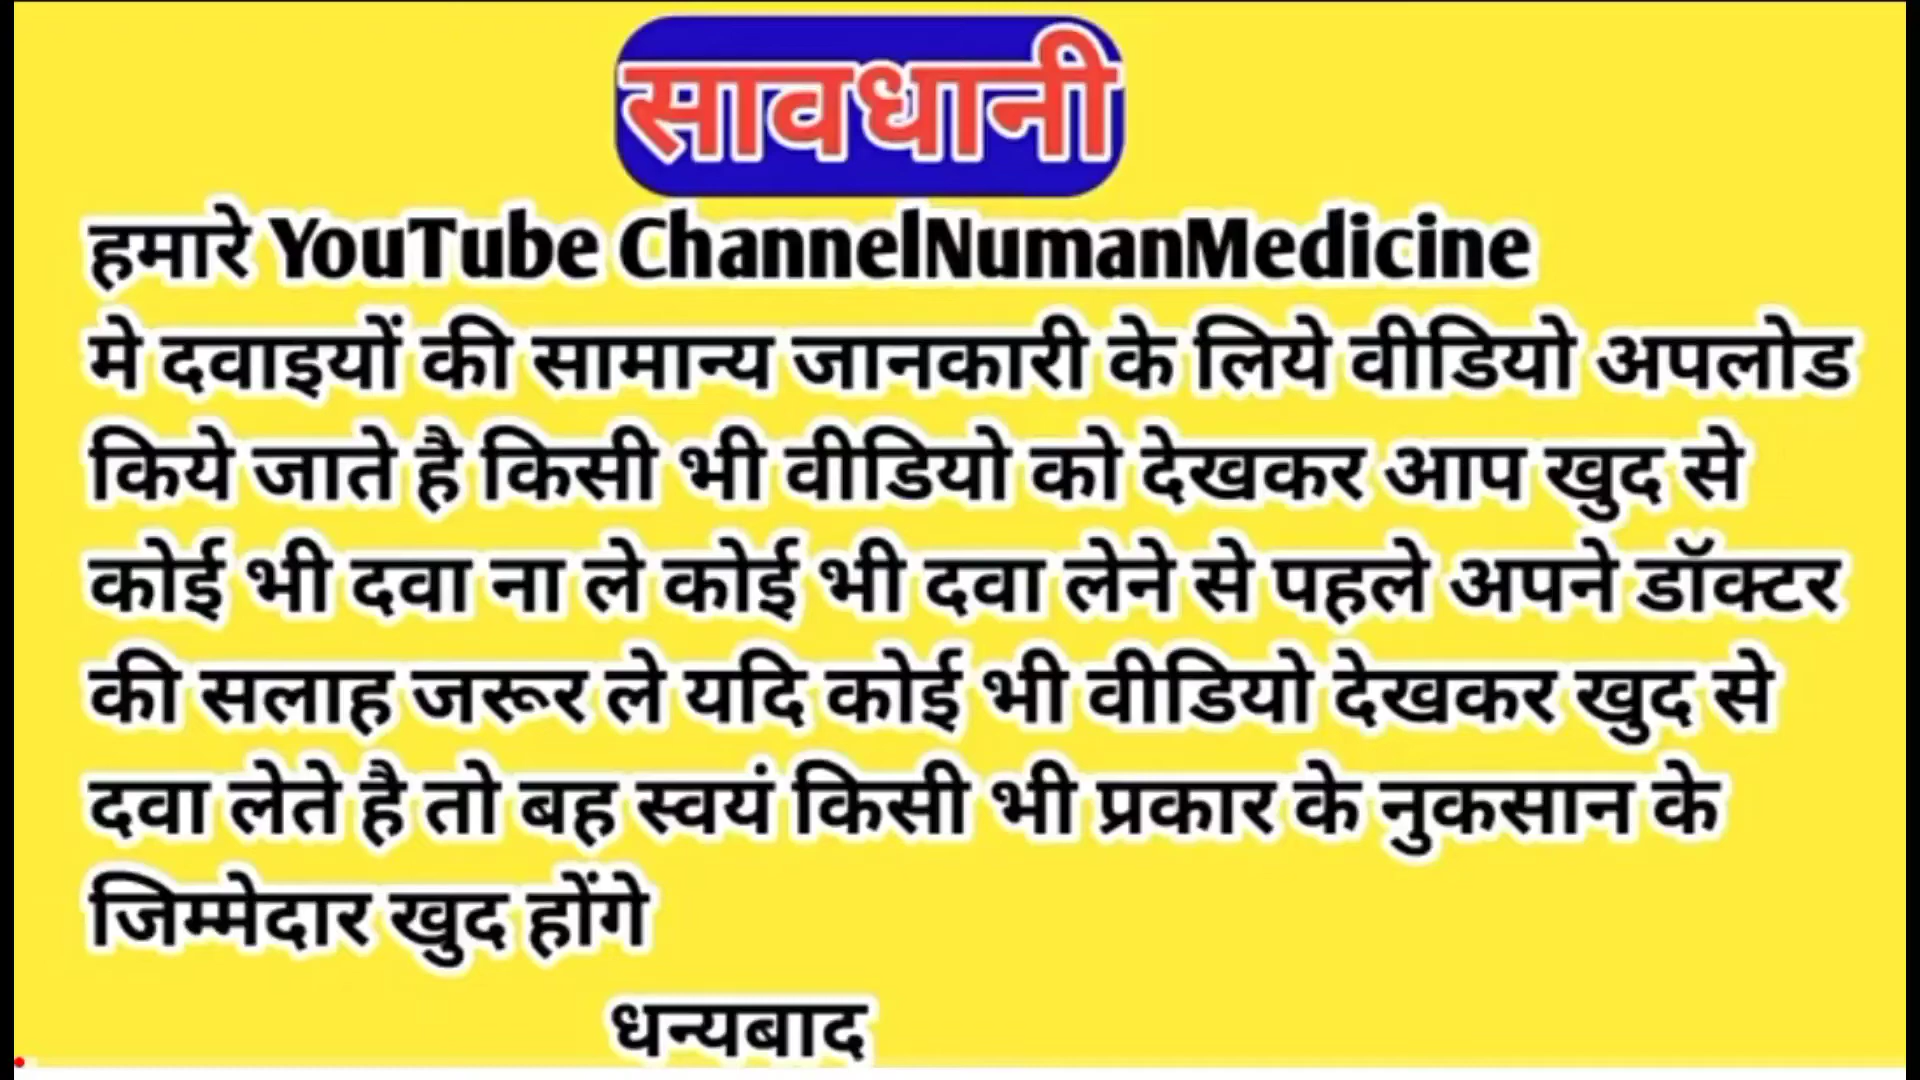 सावधानी
हमारे YouTube ChannelNumanMedicine
मे दवाइयों की सामान्य जानकारी के लिये वीडियो अपलोड
किये जाते है किसी भी वीडियो को देखकर आप खुद से
कोई भी दवा ना ले कोई भी दवा लेने से पहले अपने डॉक्टर
की सलाह जरूर ले यदि कोई भी वीडियो देखकर खुद से
दवा लेते है तो बह स्वयं किसी भी प्रकार के नुकसान के
जिम्मेदार खुद होंगे
धन्यबाद